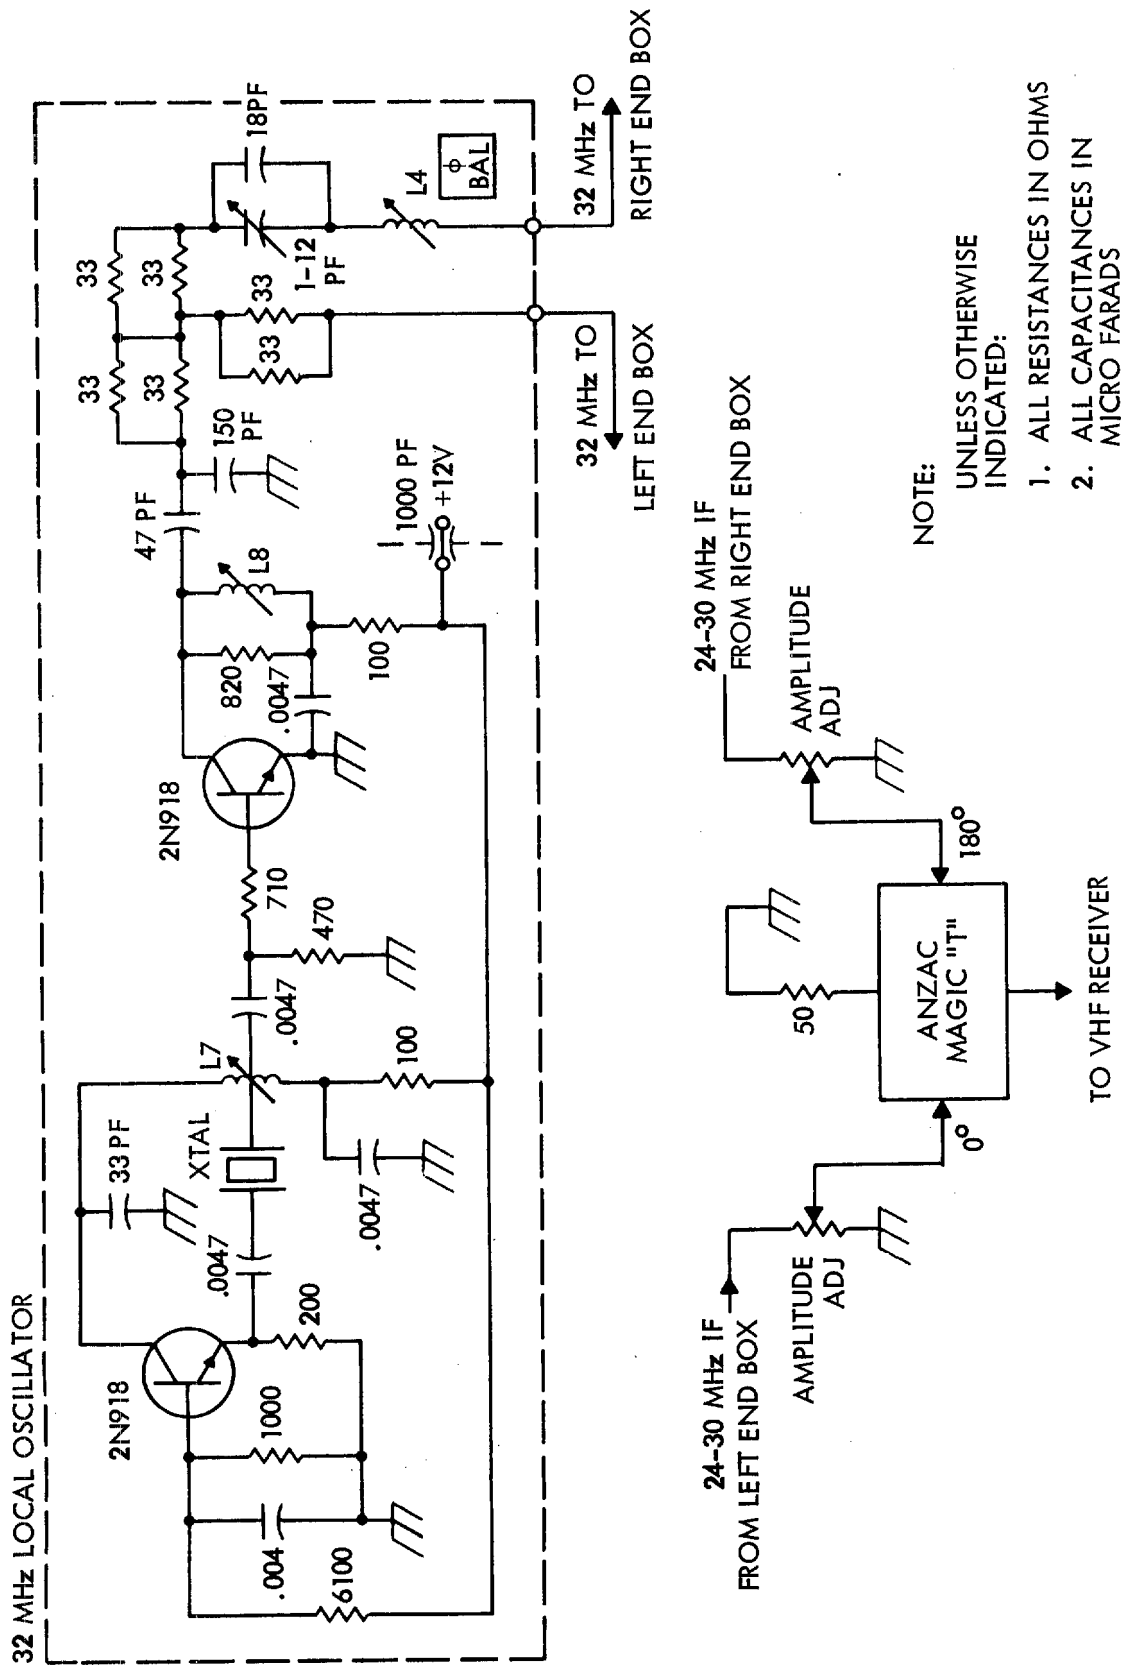 32 MHz LOCAL OSCILLATOR
2N918
33 PF
XTAL
L7
.0047
.0047
200
1000
.004
6100
.0047
100
470
710
2N918
820
.0047
L8
100
47 PF
150
PF
1000 PF
+12V
33
33
33
33
33
33
1-12
PF
18PF
L4
ϕ
BAL
32 MHz TO
LEFT END BOX
32 MHz TO
RIGHT END BOX
24-30 MHz IF
FROM LEFT END BOX
AMPLITUDE
ADJ
0°
50
ANZAC
MAGIC "T"
TO VHF RECEIVER
180°
AMPLITUDE
ADJ
24-30 MHz IF
FROM RIGHT END BOX
NOTE:
UNLESS OTHERWISE
INDICATED:
1. ALL RESISTANCES IN OHMS
2. ALL CAPACITANCES IN
MICRO FARADS